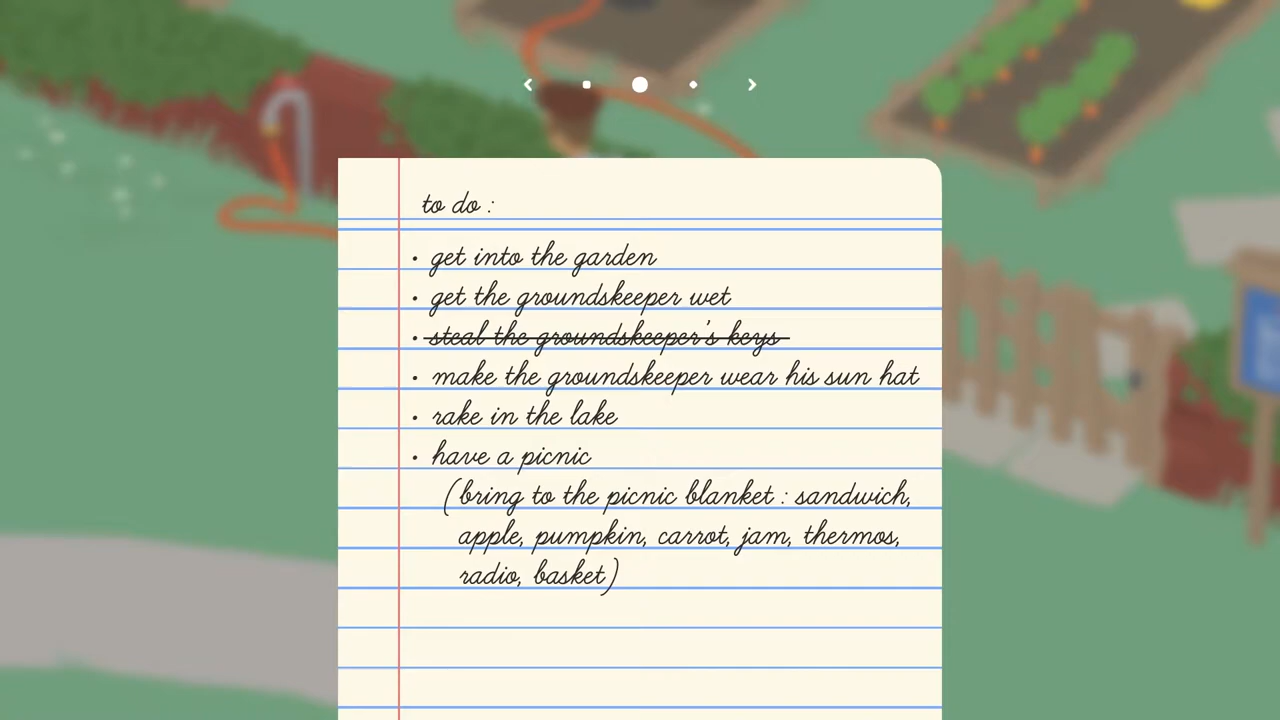 to do :
• get into the garden
• get the groundskeeper wet
• steal the groundskeeper's keys
• make the groundskeeper wear his sun hat
• rake in the lake
• have a picnic
(bring to the picnic blanket : sandwich,
apple, pumpkin, carrot, jam, thermos,
radio, basket)